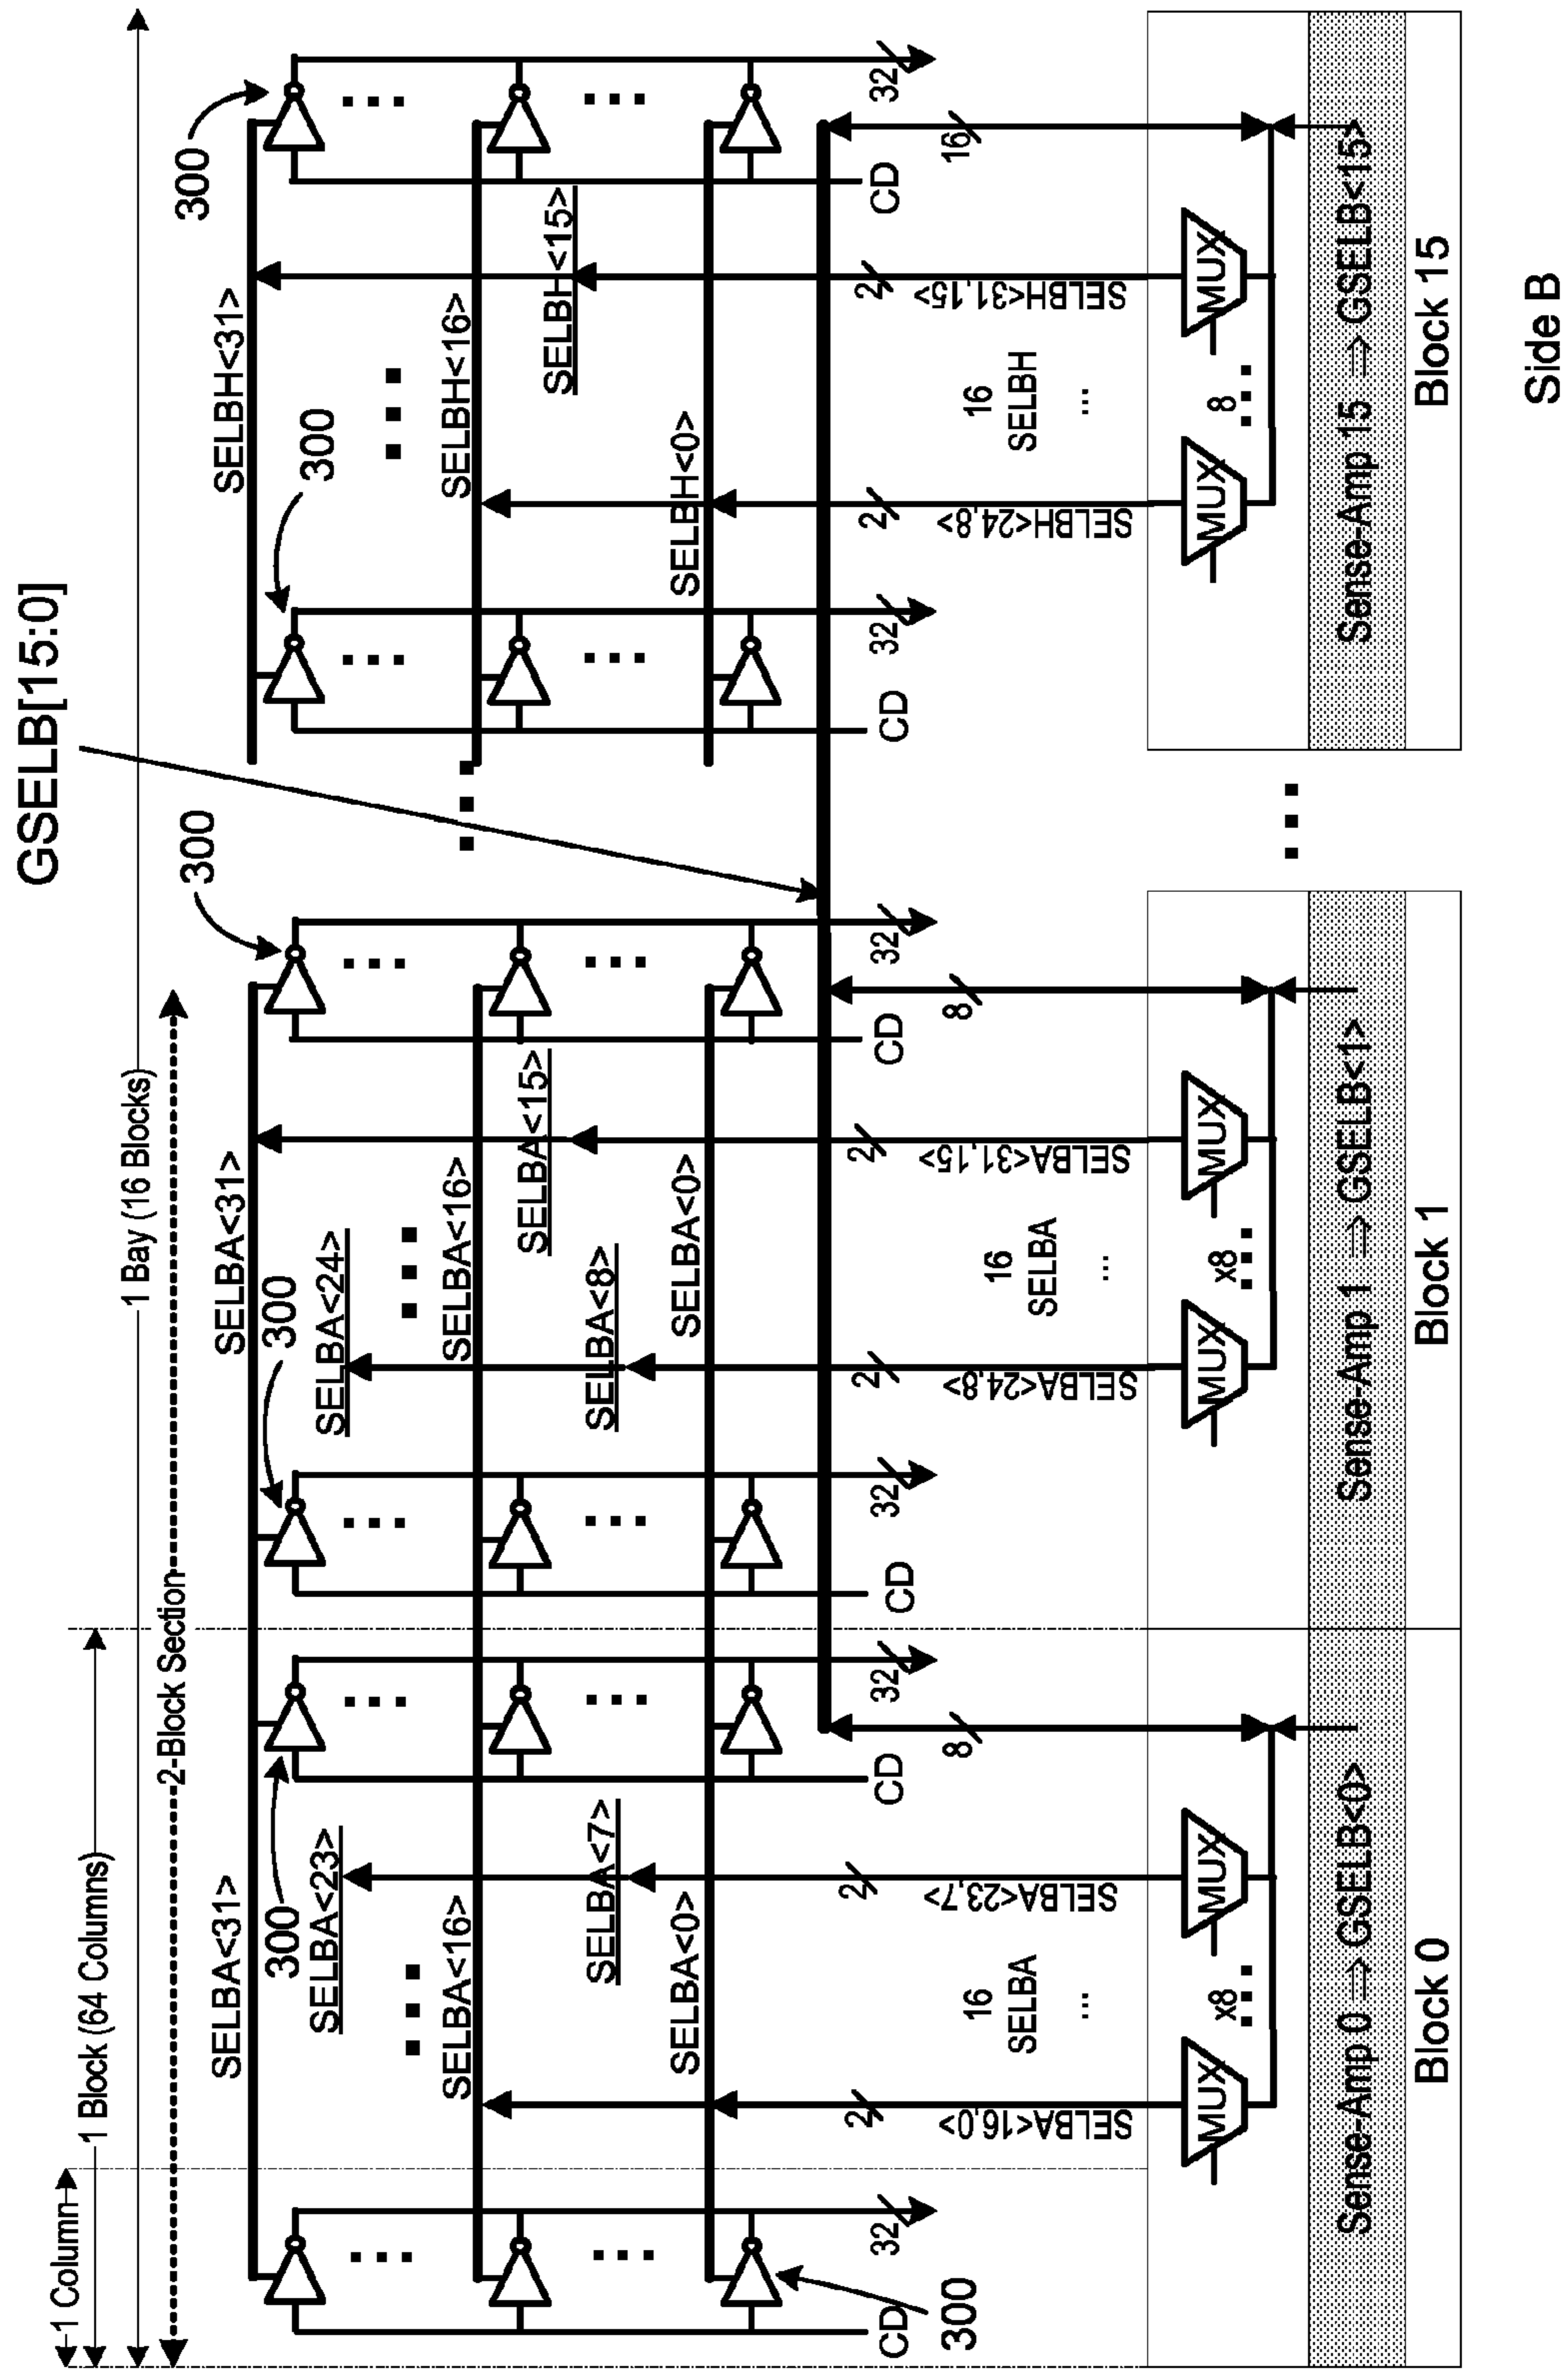 GSELB[15:0]
1 Column
1 Block (64 Columns)
1 Bay (16 Blocks)
2-Block Section
300
300
300
300
300
300
SELBA<31>
SELBA<31>
SELBH<31>
SELBA<23>
SELBA<24>
SELBA<16>
SELBA<16>
SELBH<16>
SELBA<15>
SELBH<15>
SELBA<7>
SELBA<8>
SELBA<0>
SELBA<0>
SELBH<0>
CD
CD
CD
CD
CD
CD
32
32
32
32
32
32
2
2
8
2
2
8
2
2
16
SELBA<16,0>
16
SELBA
...
SELBA<23,7>
SELBA<24,8>
16
SELBA
...
SELBA<31,15>
SELBH<24,8>
16
SELBH
...
SELBH<31,15>
MUX
x8
MUX
MUX
x8
MUX
MUX
8
MUX
Sense-Amp 0 ⇒ GSELB<0>
Sense-Amp 1 ⇒ GSELB<1>
Sense-Amp 15 ⇒ GSELB<15>
Block 0
Block 1
Block 15
Side B